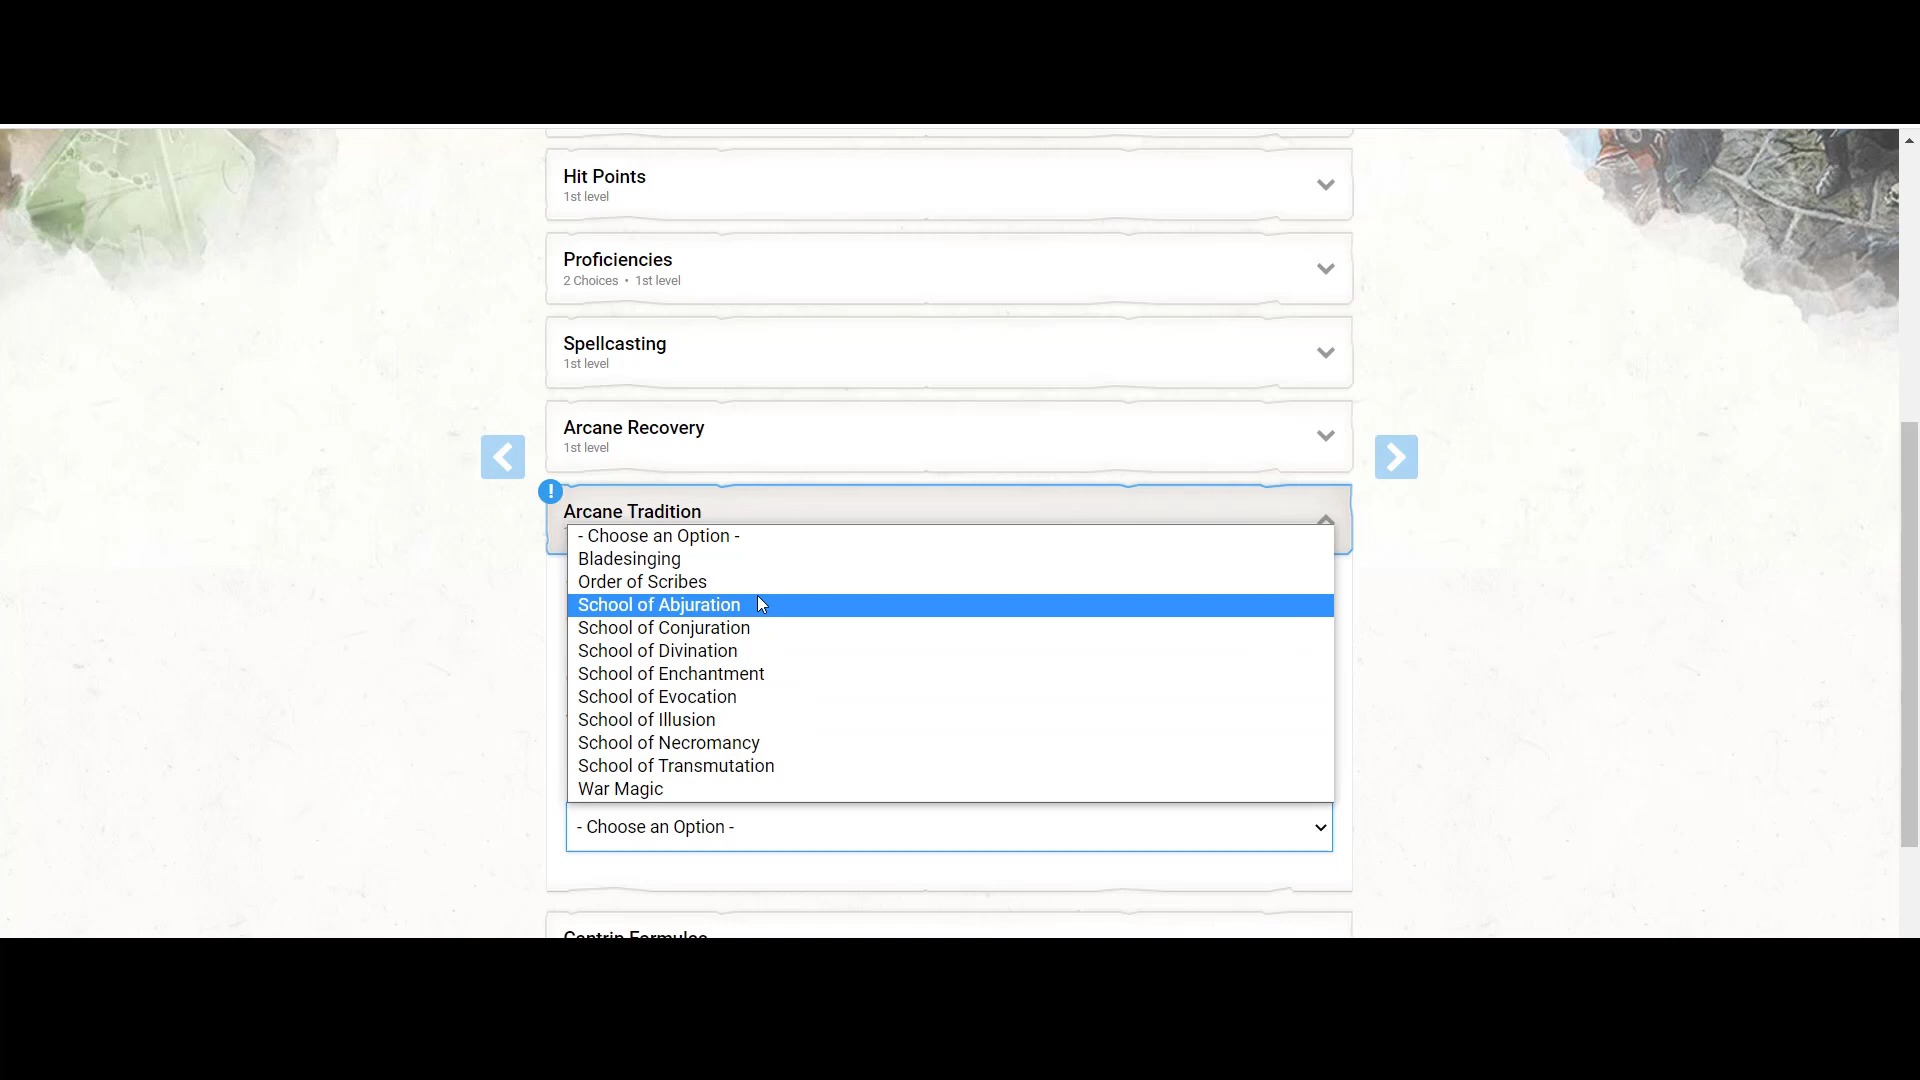 Hit Points
1st level
Proficiencies
2 Choices • 1st level
Spellcasting
1st level
Arcane Recovery
1st level
!
Arcane Tradition
- Choose an Option -
Bladesinging
Order of Scribes
School of Abjuration
School of Conjuration
School of Divination
School of Enchantment
School of Evocation
School of Illusion
School of Necromancy
School of Transmutation
War Magic
- Choose an Option -
Cantrip Formulas